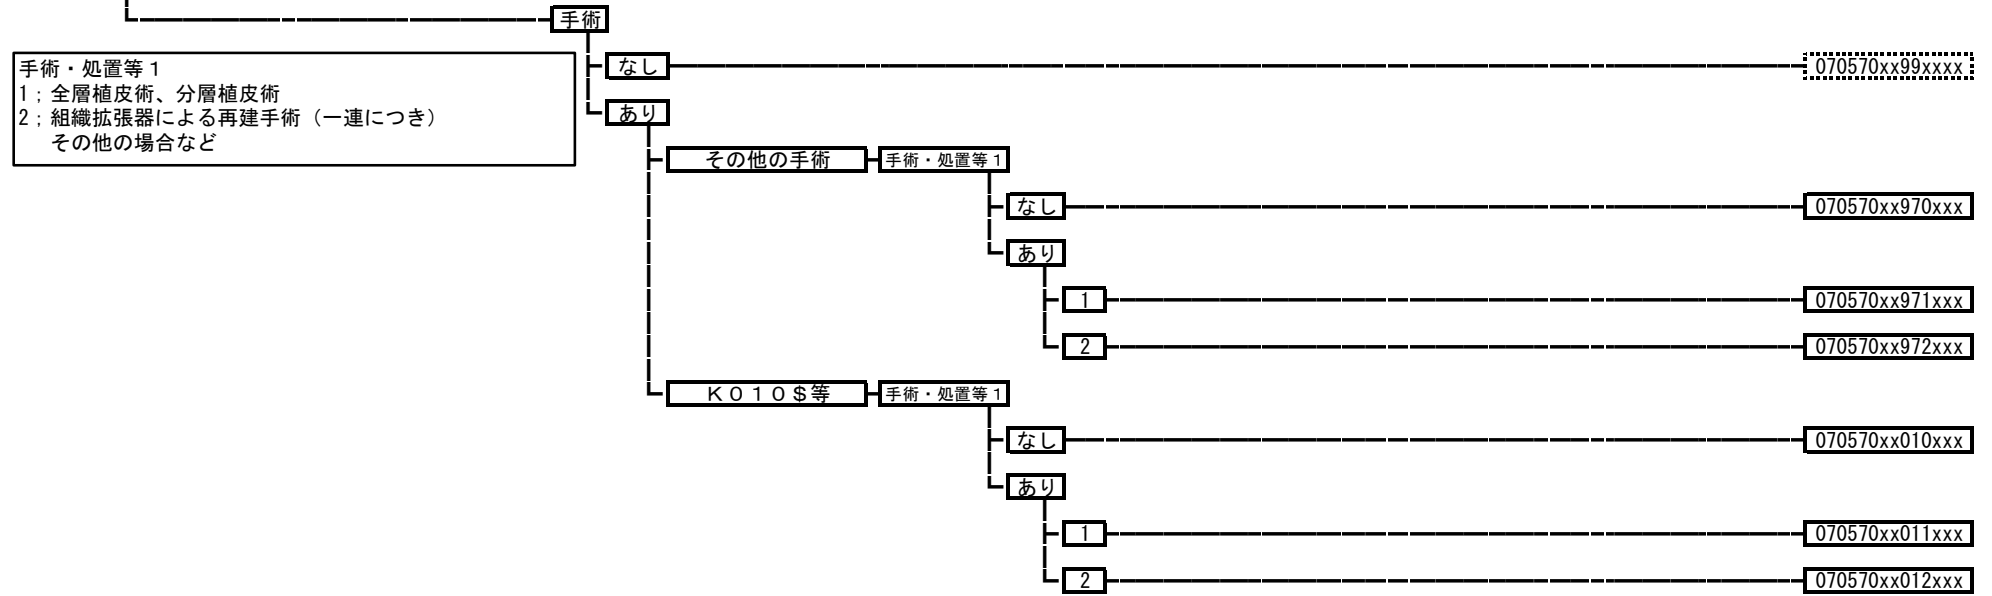 手術
手術・処置等１
1；全層植皮術、分層植皮術
2；組織拡張器による再建手術（一連につき）
その他の場合など
なし
070570xx99xxxx
あり
その他の手術
手術・処置等１
なし
070570xx970xxx
あり
1
070570xx971xxx
2
070570xx972xxx
Ｋ０１０＄等
手術・処置等１
なし
070570xx010xxx
あり
1
070570xx011xxx
2
070570xx012xxx